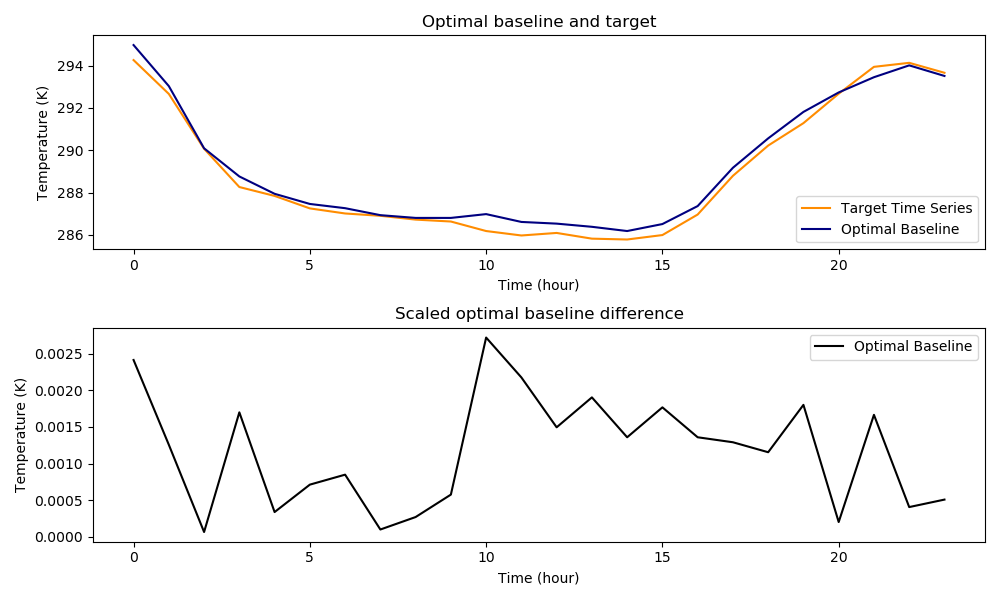 Optimal baseline and target
Temperature (K)
294
292
290
288
286
Target Time Series
Optimal Baseline
0 5 10 15 20
Time (hour)
Scaled optimal baseline difference
Temperature (K)
0.0025
0.0020
0.0015
0.0010
0.0005
0.0000
Optimal Baseline
0 5 10 15 20
Time (hour)